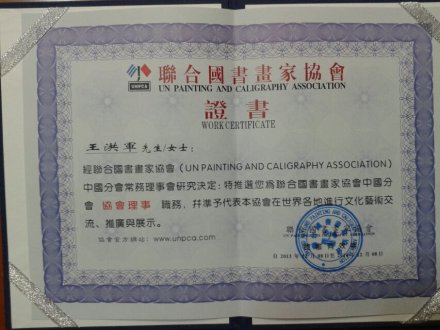 UNPCA
聯合國書畫家協會
UN PAINTING AND CALIGRAPHY ASSOCIATION
證書
WORK CERTIFICATE
王洪軍 先生/女士：
經聯合國書畫家協會（UN PAINTING AND CALIGRAPHY ASSOCIATION）
中國分會常務理事會研究决定：特推選您爲聯合國書畫家協會中國分
會 協會理事 職務，幷準予代表本協會在世界各地進行文化藝術交
流、推廣與展示。
協會官方網站：www.unpca.com